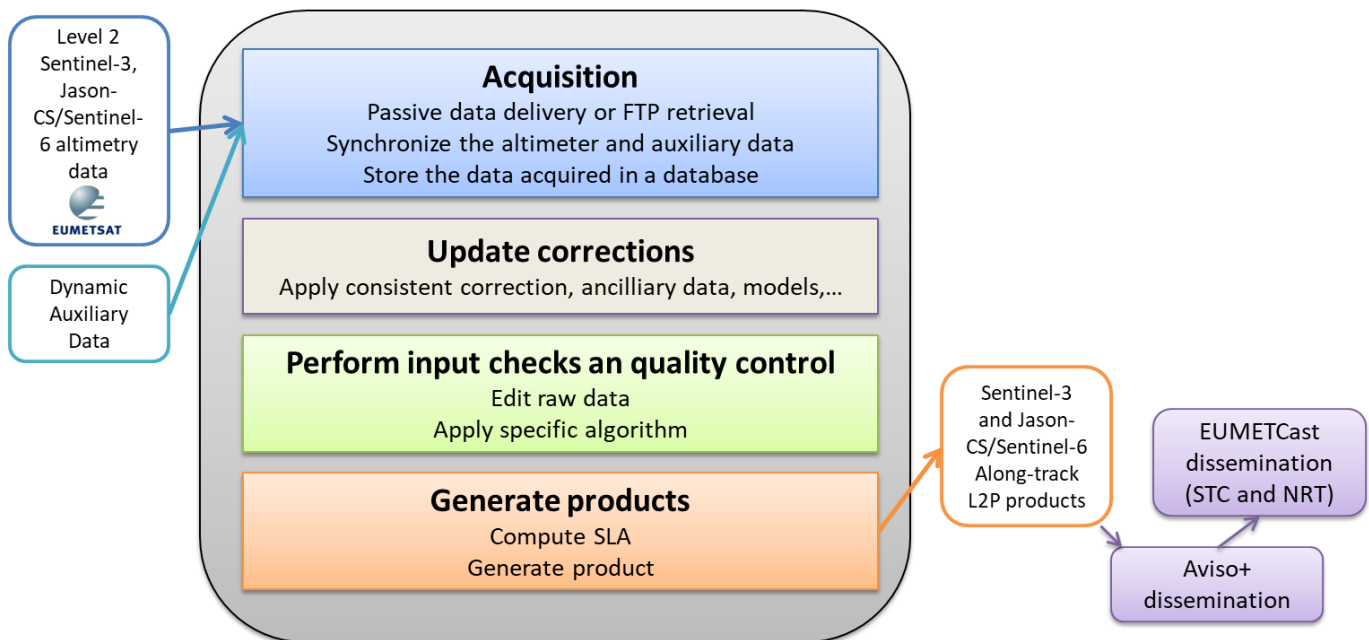 Level 2
Sentinel-3,
Jason-
CS/Sentinel-
6 altimetry
data
EUMETSAT
Dynamic
Auxiliary
Data
Acquisition
Passive data delivery or FTP retrieval
Synchronize the altimeter and auxiliary data
Store the data acquired in a database
Update corrections
Apply consistent correction, ancilliary data, models,…
Perform input checks an quality control
Edit raw data
Apply specific algorithm
Generate products
Compute SLA
Generate product
Sentinel-3
and Jason-
CS/Sentinel-6
Along-track
L2P products
EUMETCast
dissemination
(STC and NRT)
Aviso+
dissemination